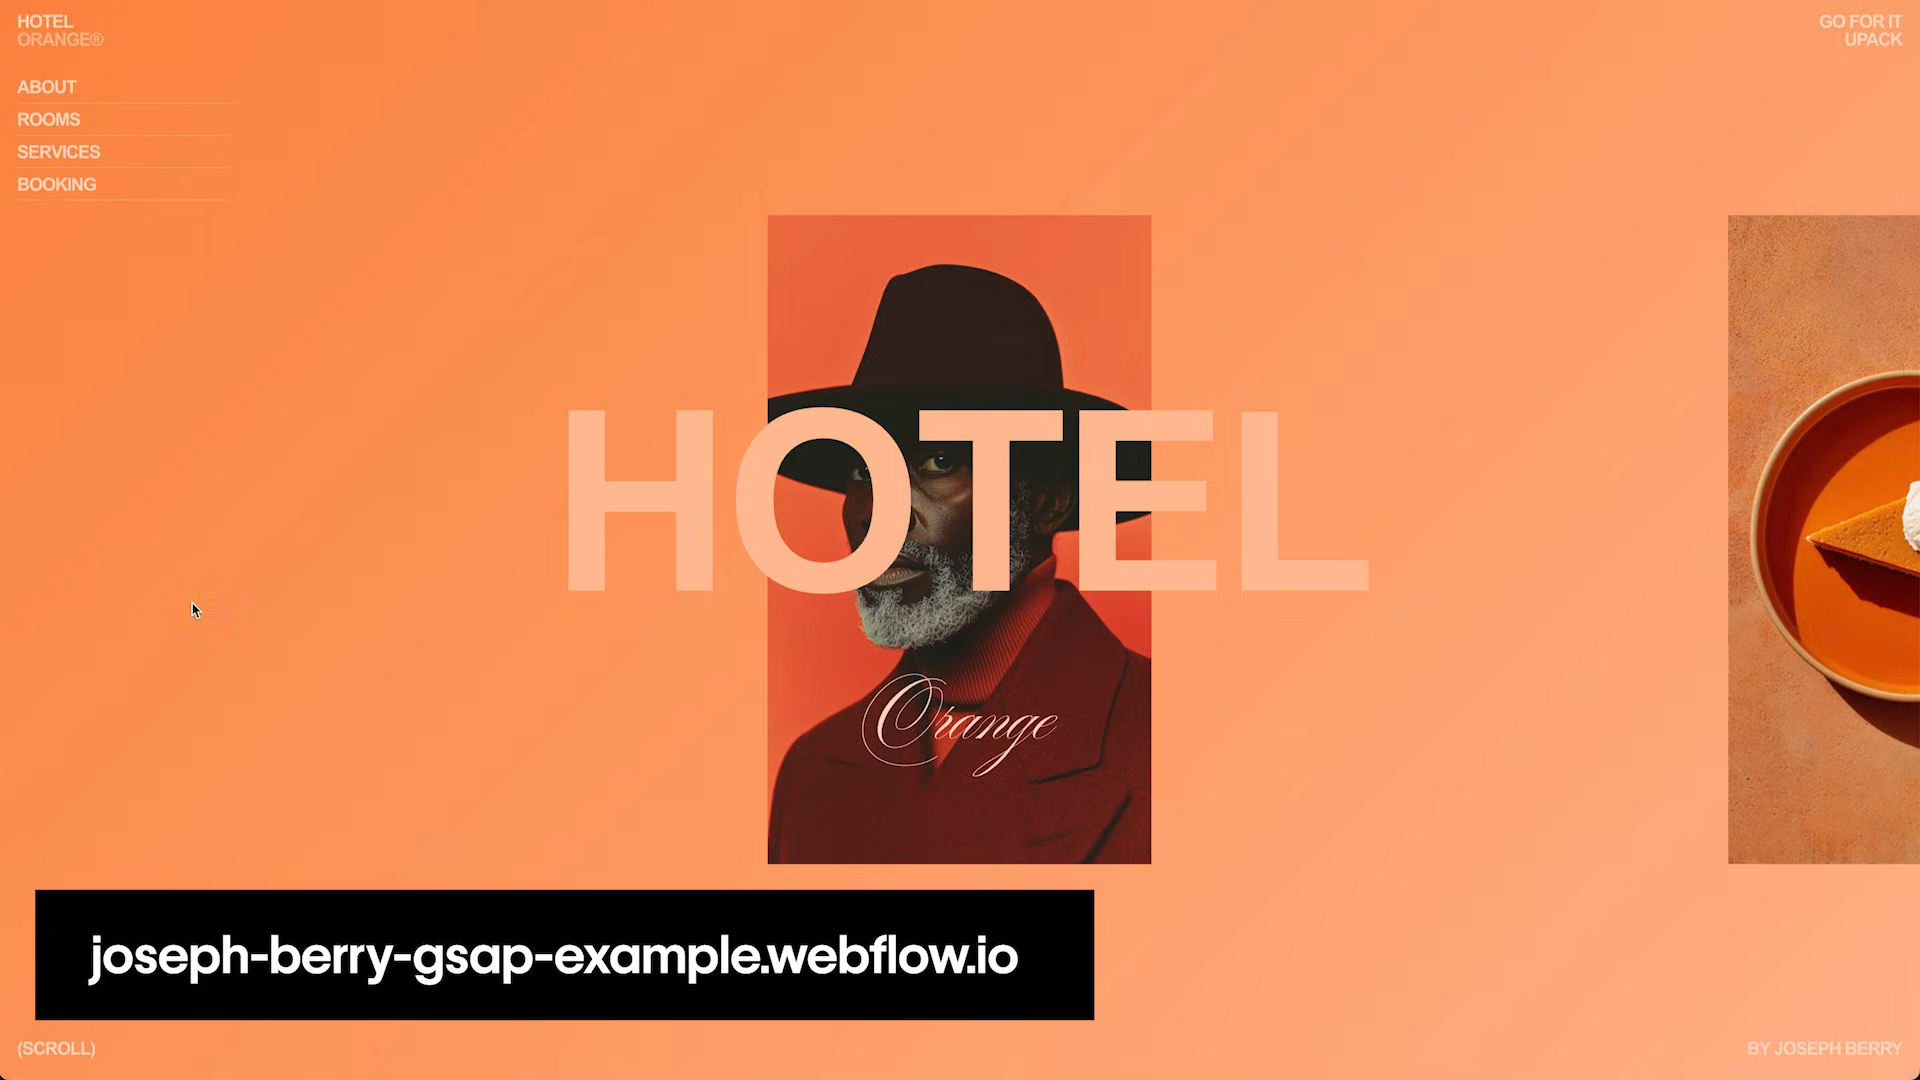 HOTEL
ORANGE®
GO FOR IT
UPACK
ABOUT
ROOMS
SERVICES
BOOKING
HOTEL
Orange
joseph-berry-gsap-example.webflow.io
(SCROLL)
BY JOSEPH BERRY